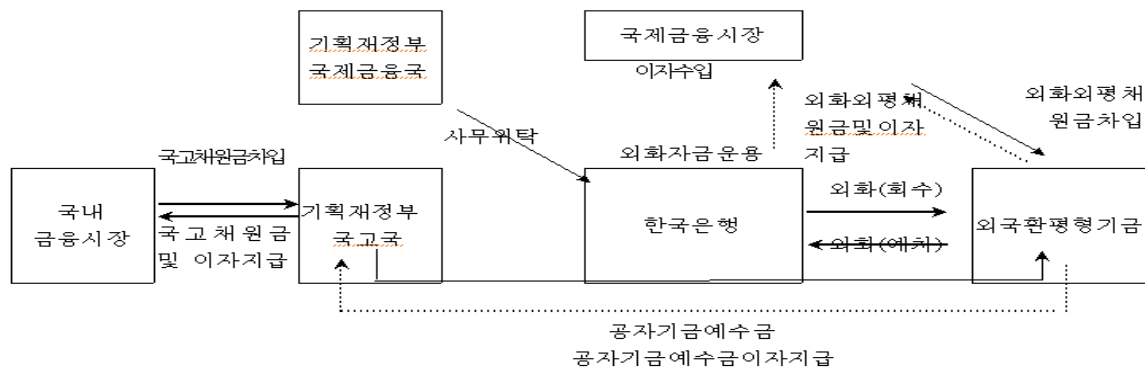 기획재정부
국제금융국
국제금융시장
이자수입
외화외평채
원금및이자
지급
외화외평채
원금차입
사무위탁
외화자금운용
국고채원금차입
국내
금융시장
국고채원금
및 이자지급
기획재정부
국고국
한국은행
외화(회수)
외화(예치)
외국환평형기금
공자기금예수금
공자기금예수금이자지급